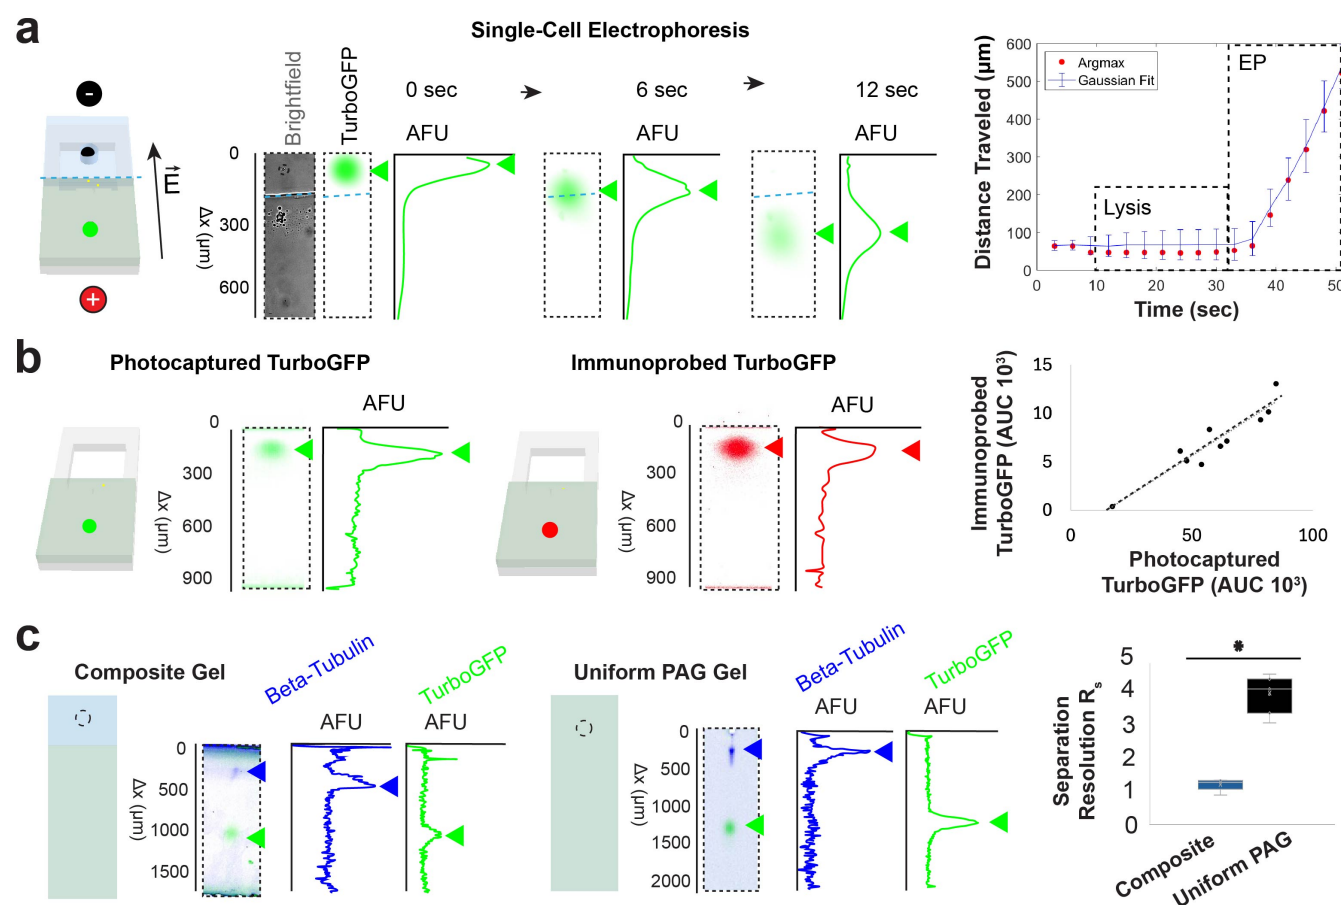 a
Single-Cell Electrophoresis
-
+
E
Brightfield
TurboGFP
0 sec
6 sec
12 sec
AFU
AFU
AFU
0
300
600
Δx (µm)
Distance Traveled (µm)
600
500
400
300
200
100
0
Argmax
Gaussian Fit
EP
Lysis
0 10 20 30 40 50
Time (sec)
b
Photocaptured TurboGFP
Immunoprobed TurboGFP
AFU
AFU
0
300
600
900
Δx (µm)
0
300
600
900
Δx (µm)
Immunoprobed
TurboGFP (AUC 10³)
15
10
5
0
0 50 100
Photocaptured
TurboGFP (AUC 10³)
c
Composite Gel
Beta-Tubulin
TurboGFP
AFU
AFU
0
500
1000
1500
Δx (µm)
Uniform PAG Gel
Beta-Tubulin
TurboGFP
AFU
AFU
0
500
1000
1500
2000
Δx (µm)
Separation
Resolution Rs
5
4
3
2
1
0
*
Composite
Uniform PAG